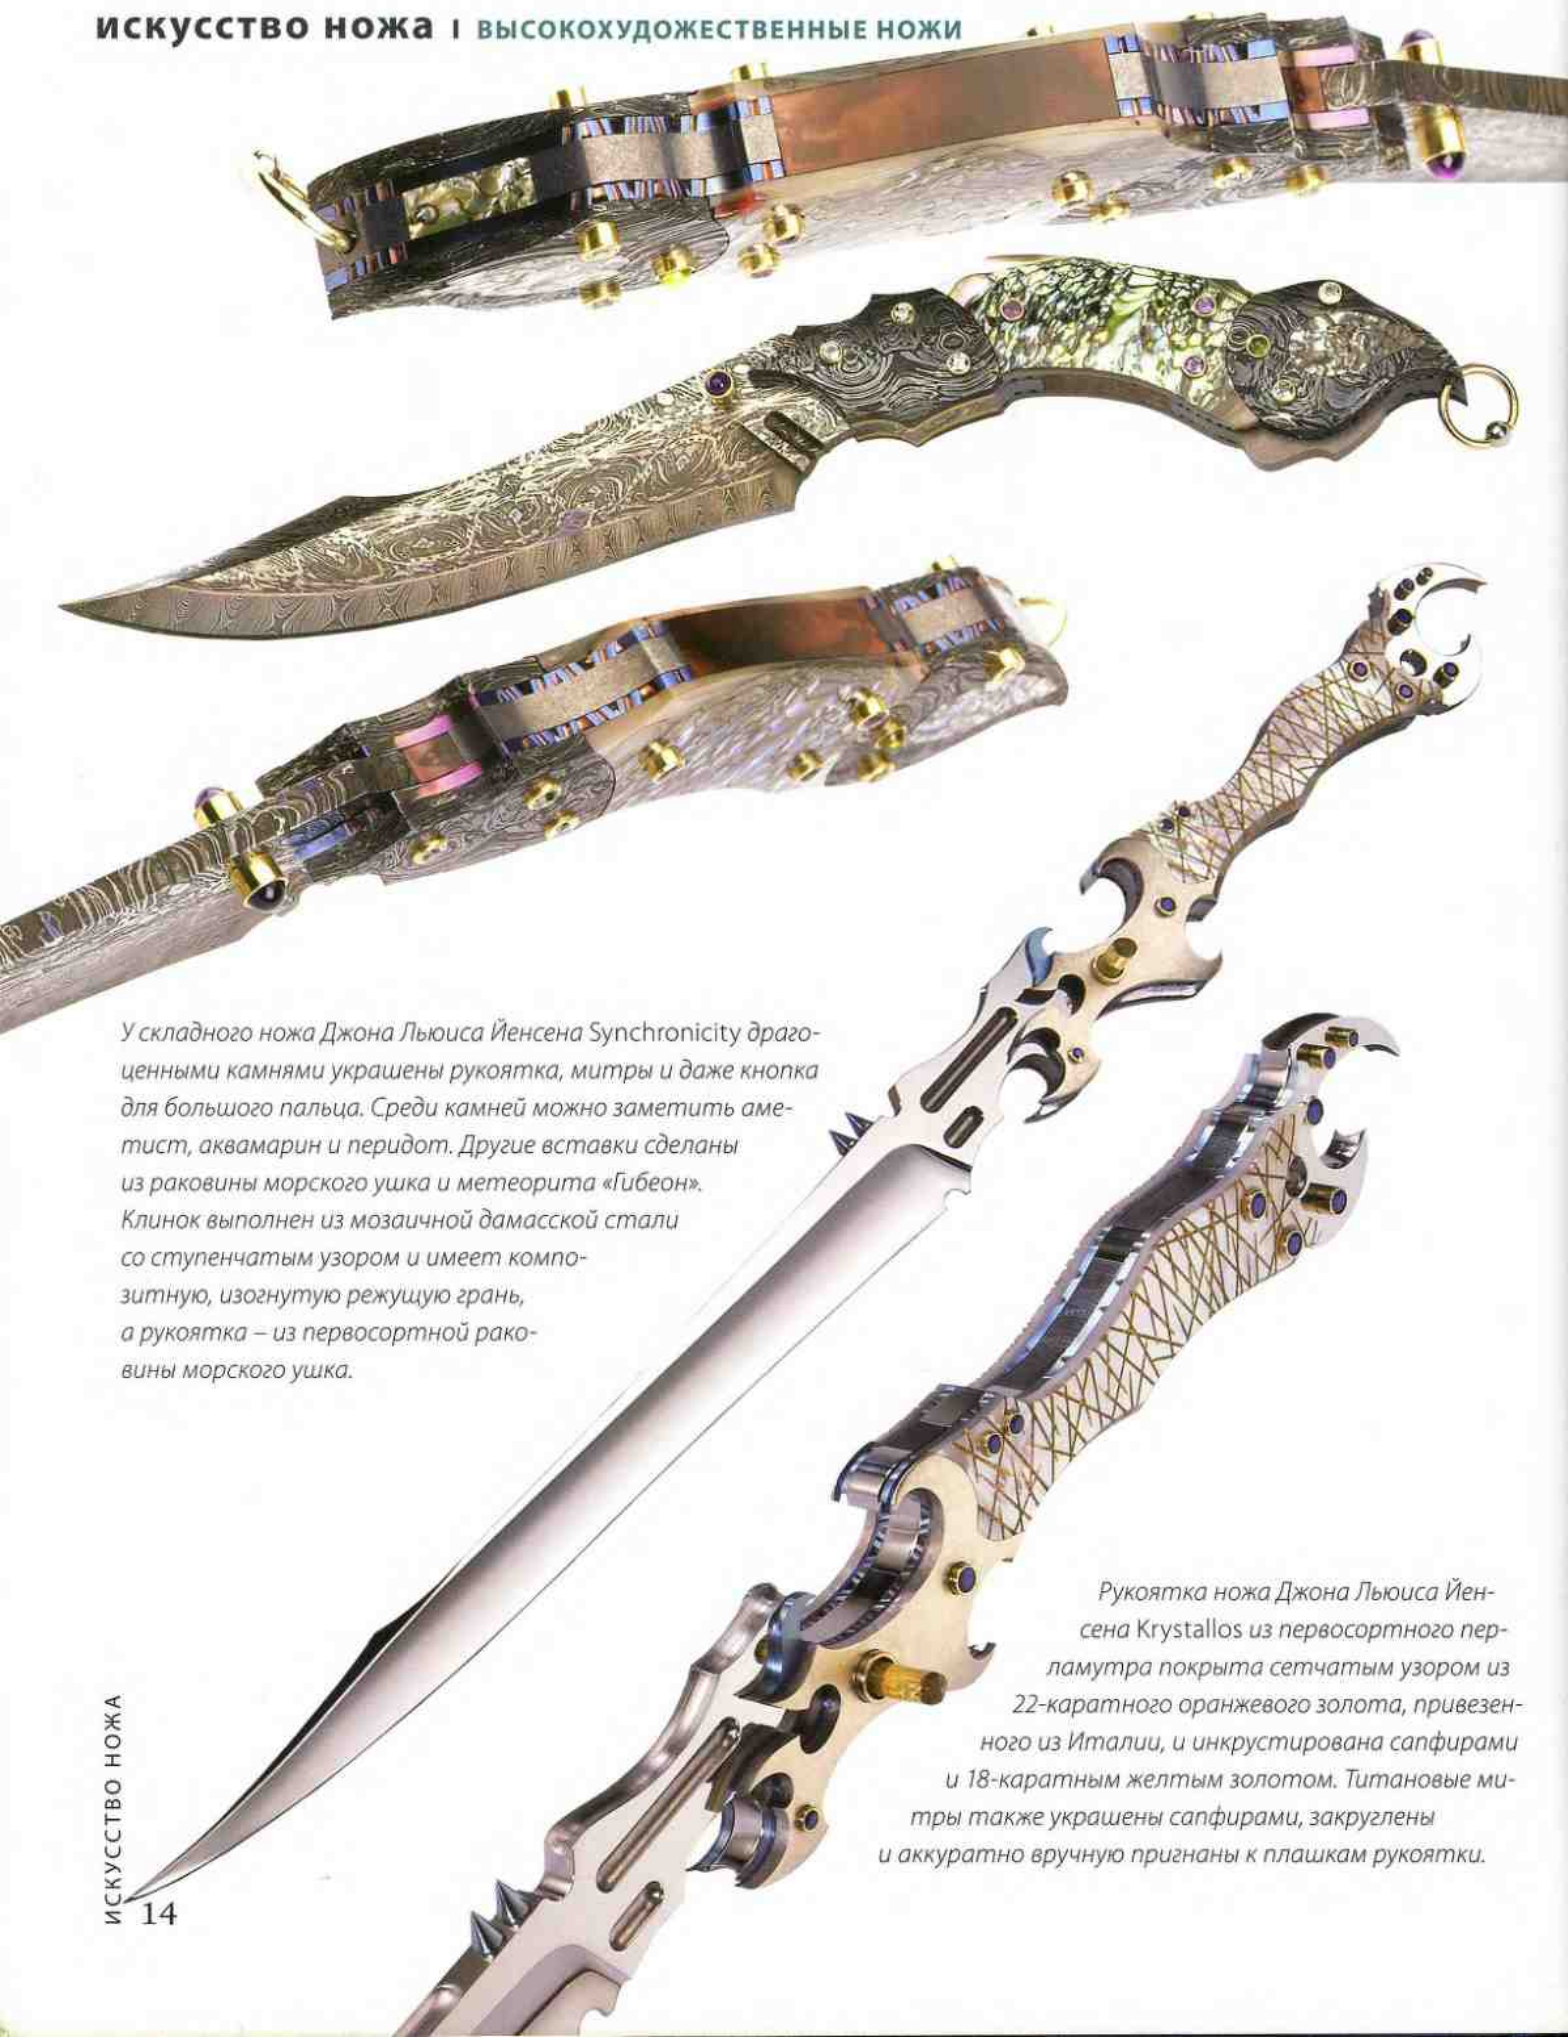 искусство ножа | ВЫСОКОХУДОЖЕСТВЕННЫЕ НОЖИ
У складного ножа Джона Льюиса Йенсена Synchronicity драго-
ценными камнями украшены рукоятка, митры и даже кнопка
для большого пальца. Среди камней можно заметить аме-
тист, аквамарин и перидот. Другие вставки сделаны
из раковины морского ушка и метеорита «Гибеон».
Клинок выполнен из мозаичной дамасской стали
со ступенчатым узором и имеет компо-
зитную, изогнутую режущую грань,
а рукоятка – из первосортной рако-
вины морского ушка.
Рукоятка ножа Джона Льюиса Йен-
сена Krystallos из первосортного пер-
ламутра покрыта сетчатым узором из
22-каратного оранжевого золота, привезен-
ного из Италии, и инкрустирована сапфирами
и 18-каратным желтым золотом. Титановые ми-
тры также украшены сапфирами, закруглены
и аккуратно вручную пригнаны к плашкам рукоятки.
ИСКУССТВО НОЖА
14